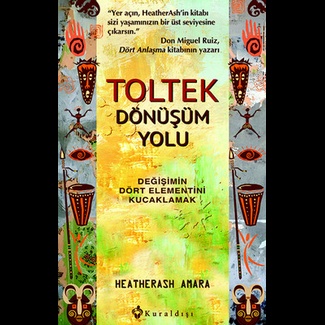 "Yer açın, HeatherAsh'in kitabı
sizi yaşamınızın bir üst seviyesine
çıkarsın."
Don Miguel Ruiz,
Dört Anlaşma kitabının yazarı
TOLTEK
DÖNÜŞÜM
YOLU
DEĞİŞİMİN
DÖRT ELEMENTİNİ
KUCAKLAMAK
HEATHERASH AMARA
Kuraldışı